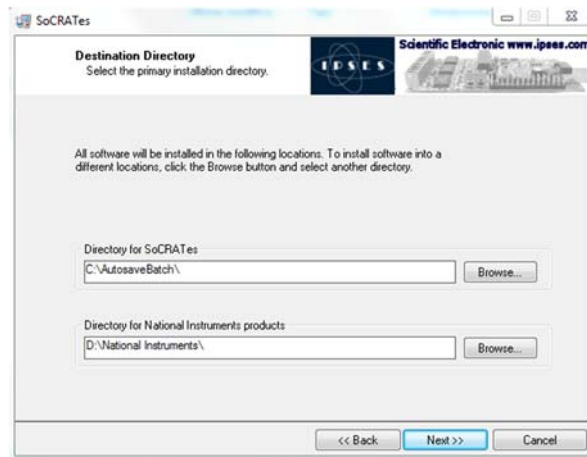 SoCRATes
Destination Directory
Select the primary installation directory.
IPSES
Scientific Electronic www.ipses.com
All software will be installed in the following locations. To install software into a
different locations, click the Browse button and select another directory.
Directory for SoCRATes
C:\AutosaveBatch\
Browse...
Directory for National Instruments products
D:\National Instruments\
Browse...
<< Back
Next >>
Cancel